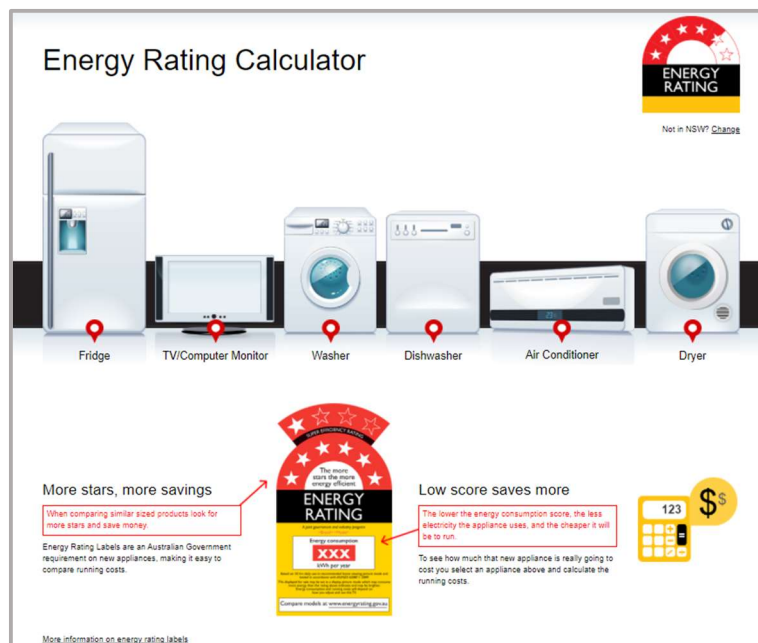 Energy Rating Calculator
ENERGY
RATING
Not in NSW? Change
Fridge
TV/Computer Monitor
Washer
Dishwasher
Air Conditioner
Dryer
More stars, more savings
When comparing similar sized products look for
more stars and save money.
Energy Rating Labels are an Australian Government
requirement on new appliances, making it easy to
compare running costs.
SUPER EFFICIENCY RATING
The more
stars the more
energy efficient
ENERGY
RATING
A joint government and industry program
Energy consumption
XXX
kWh per year
Compare models at www.energyrating.gov.au
Low score saves more
The lower the energy consumption score, the less
electricity the appliance uses, and the cheaper it will
be to run.
To see how much that new appliance is really going to
cost you select an appliance above and calculate the
running costs.
123
$
$
More information on energy rating labels